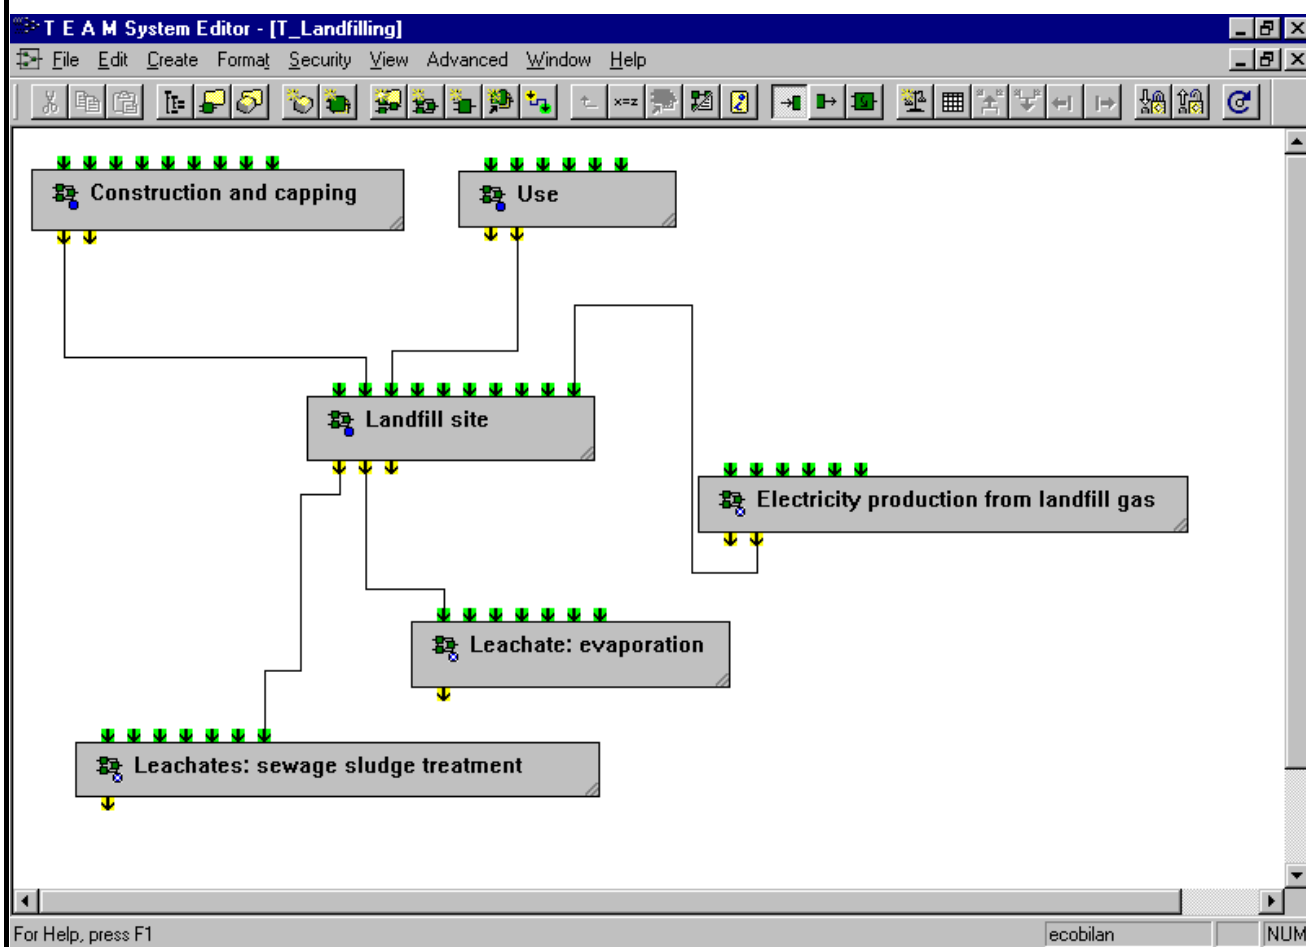 T E A M System Editor - [T_Landfilling]
File Edit Create Format Security View Advanced Window Help
x=z
Construction and capping
Use
Landfill site
Electricity production from landfill gas
Leachate: evaporation
Leachates: sewage sludge treatment
For Help, press F1
ecobilan
NUM